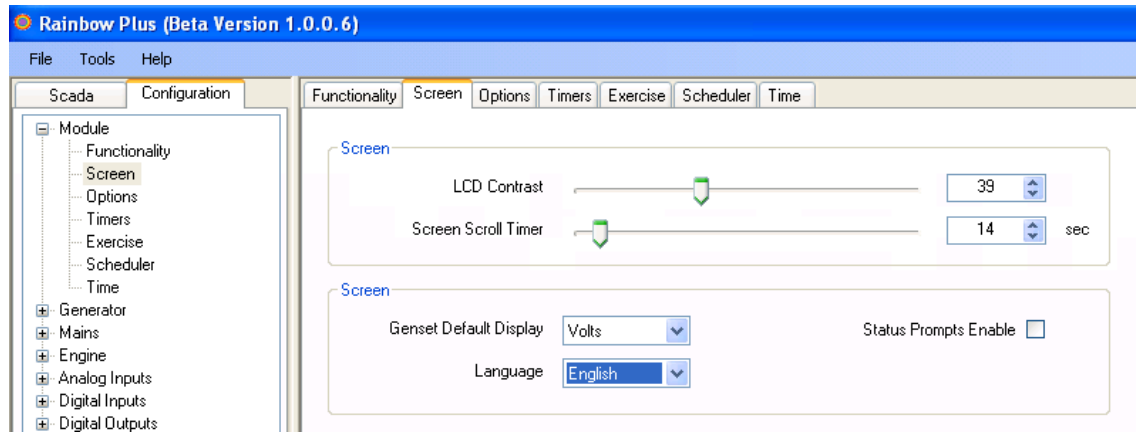 Rainbow Plus (Beta Version 1.0.0.6)
File Tools Help
Scada Configuration
Module
Functionality
Screen
Options
Timers
Exercise
Scheduler
Time
Generator
Mains
Engine
Analog Inputs
Digital Inputs
Digital Outputs
Functionality Screen Options Timers Exercise Scheduler Time
Screen
LCD Contrast 39
Screen Scroll Timer 14 sec
Screen
Genset Default Display Volts Status Prompts Enable
Language English